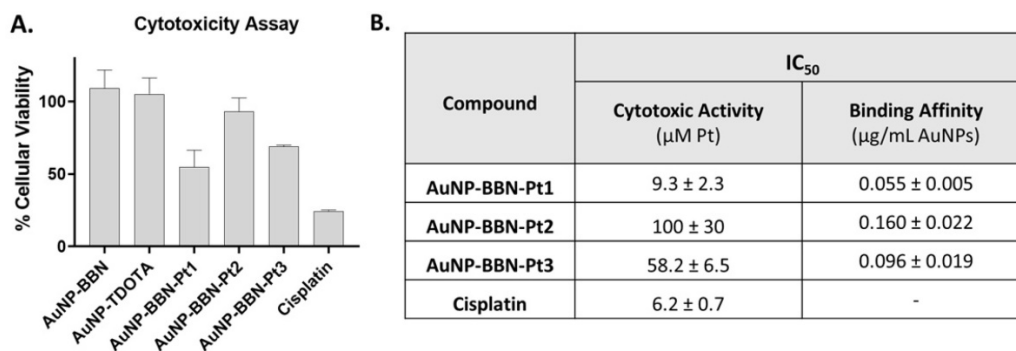 A.
Cytotoxicity Assay
% Cellular Viability
100
50
0
AuNP-BBN
AuNP-TDOTA
AuNP-BBN-Pt1
AuNP-BBN-Pt2
AuNP-BBN-Pt3
Cisplatin
B.
Compound
IC50
Cytotoxic Activity
(μM Pt)
Binding Affinity
(μg/mL AuNPs)
AuNP-BBN-Pt1 9.3 ± 2.3 0.055 ± 0.005
AuNP-BBN-Pt2 100 ± 30 0.160 ± 0.022
AuNP-BBN-Pt3 58.2 ± 6.5 0.096 ± 0.019
Cisplatin 6.2 ± 0.7 -